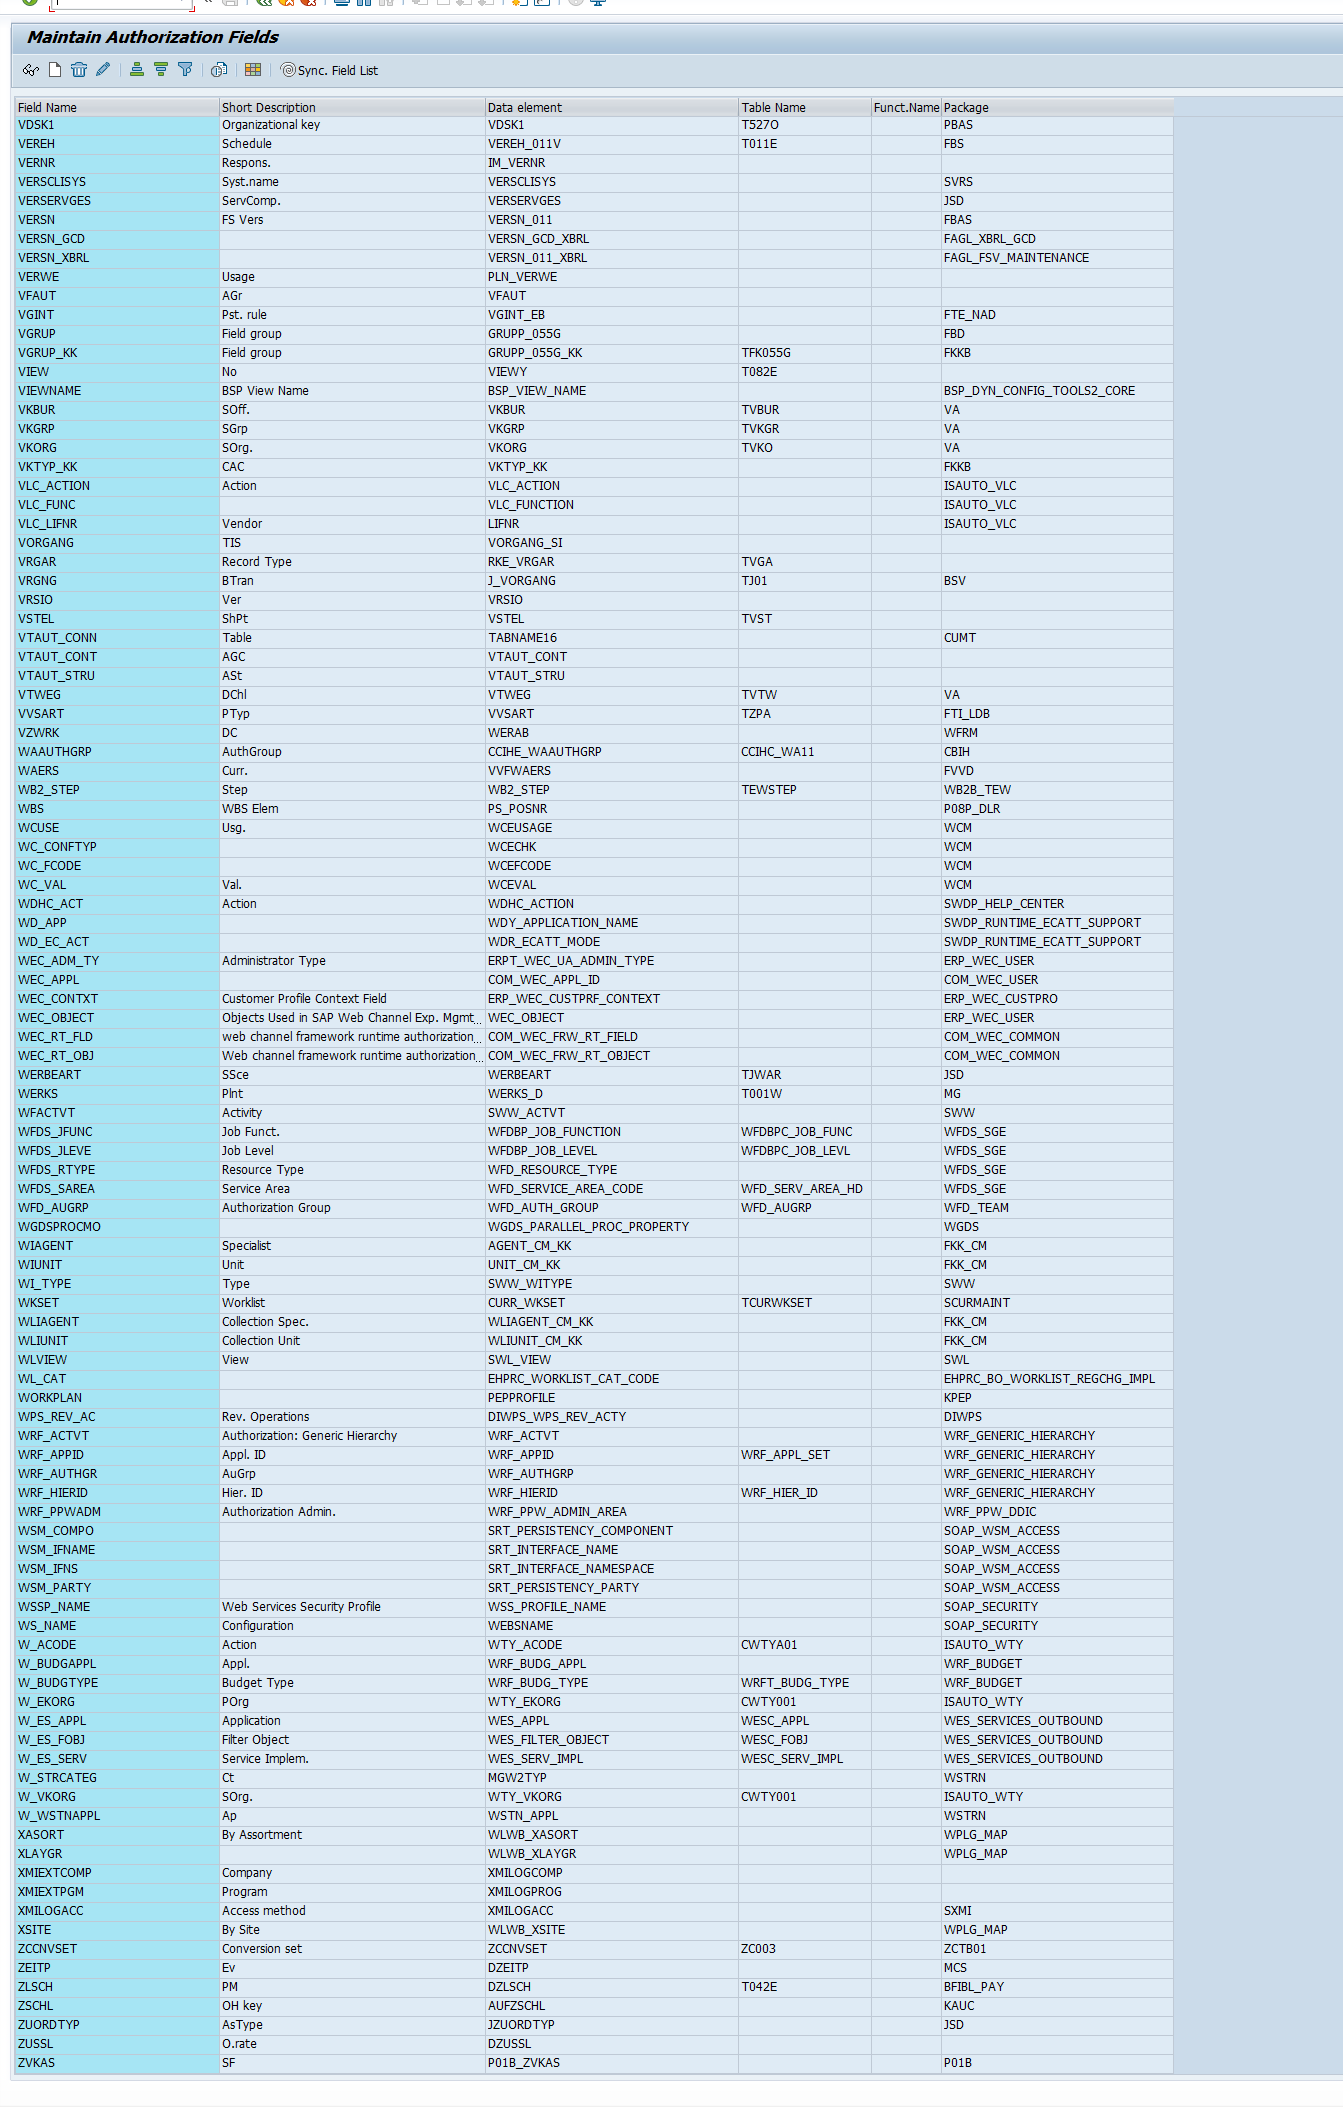 Maintain Authorization Fields
Sync. Field List
Field Name Short Description Data element Table Name Funct.Name Package
VDSK1 Organizational key VDSK1 T527O PBAS
VEREH Schedule VEREH_011V T011E FBS
VERNR Respons. IM_VERNR
VERSCLISYS Syst.name VERSCLISYS SVRS
VERSERVGES ServComp. VERSERVGES JSD
VERSN FS Vers VERSN_011 FBAS
VERSN_GCD VERSN_GCD_XBRL FAGL_XBRL_GCD
VERSN_XBRL VERSN_011_XBRL FAGL_FSV_MAINTENANCE
VERWE Usage PLN_VERWE
VFAUT AGr VFAUT
VGINT Pst. rule VGINT_EB FTE_NAD
VGRUP Field group GRUPP_055G FBD
VGRUP_KK Field group GRUPP_055G_KK TFK055G FKKB
VIEW No VIEWY T082E
VIEWNAME BSP View Name BSP_VIEW_NAME BSP_DYN_CONFIG_TOOLS2_CORE
VKBUR SOff. VKBUR TVBUR VA
VKGRP SGrp VKGRP TVKGR VA
VKORG SOrg. VKORG TVKO VA
VKTYP_KK CAC VKTYP_KK FKKB
VLC_ACTION Action VLC_ACTION ISAUTO_VLC
VLC_FUNC VLC_FUNCTION ISAUTO_VLC
VLC_LIFNR Vendor LIFNR ISAUTO_VLC
VORGANG TIS VORGANG_SI
VRGAR Record Type RKE_VRGAR TVGA
VRGNG BTran J_VORGANG TJ01 BSV
VRSIO Ver VRSIO
VSTEL ShPt VSTEL TVST
VTAUT_CONN Table TABNAME16 CUMT
VTAUT_CONT AGC VTAUT_CONT
VTAUT_STRU ASt VTAUT_STRU
VTWEG DChl VTWEG TVTW VA
VVSART PTyp VVSART TZPA FTI_LDB
VZWRK DC WERAB WFRM
WAAUTHGRP AuthGroup CCIHE_WAAUTHGRP CCIHC_WA11 CBIH
WAERS Curr. VVFWAERS FVVD
WB2_STEP Step WB2_STEP TEWSTEP WB2B_TEW
WBS WBS Elem PS_POSNR P08P_DLR
WCUSE Usg. WCEUSAGE WCM
WC_CONFTYP WCECHK WCM
WC_FCODE WCEFCODE WCM
WC_VAL Val. WCEVAL WCM
WDHC_ACT Action WDHC_ACTION SWDP_HELP_CENTER
WD_APP WDY_APPLICATION_NAME SWDP_RUNTIME_ECATT_SUPPORT
WD_EC_ACT WDR_ECATT_MODE SWDP_RUNTIME_ECATT_SUPPORT
WEC_ADM_TY Administrator Type ERPT_WEC_UA_ADMIN_TYPE ERP_WEC_USER
WEC_APPL COM_WEC_APPL_ID COM_WEC_USER
WEC_CONTXT Customer Profile Context Field ERP_WEC_CUSTPRF_CONTEXT ERP_WEC_CUSTPRO
WEC_OBJECT Objects Used in SAP Web Channel Exp. Mgmt... WEC_OBJECT ERP_WEC_USER
WEC_RT_FLD web channel framework runtime authorization... COM_WEC_FRW_RT_FIELD COM_WEC_COMMON
WEC_RT_OBJ Web channel framework runtime authorization... COM_WEC_FRW_RT_OBJECT COM_WEC_COMMON
WERBEART SSce WERBEART TJWAR JSD
WERKS Plnt WERKS_D T001W MG
WFACTVT Activity SWW_ACTVT SWW
WFDS_JFUNC Job Funct. WFDBP_JOB_FUNCTION WFDBPC_JOB_FUNC WFDS_SGE
WFDS_JLEVE Job Level WFDBP_JOB_LEVEL WFDBPC_JOB_LEVL WFDS_SGE
WFDS_RTYPE Resource Type WFD_RESOURCE_TYPE WFDS_SGE
WFDS_SAREA Service Area WFD_SERVICE_AREA_CODE WFD_SERV_AREA_HD WFDS_SGE
WFD_AUGRP Authorization Group WFD_AUTH_GROUP WFD_AUGRP WFD_TEAM
WGDSPROCMO WGDS_PARALLEL_PROC_PROPERTY WGDS
WIAGENT Specialist AGENT_CM_KK FKK_CM
WIUNIT Unit UNIT_CM_KK FKK_CM
WI_TYPE Type SWW_WITYPE SWW
WKSET Worklist CURR_WKSET TCURWKSET SCURMAINT
WLIAGENT Collection Spec. WLIAGENT_CM_KK FKK_CM
WLIUNIT Collection Unit WLIUNIT_CM_KK FKK_CM
WLVIEW View SWL_VIEW SWL
WL_CAT EHPRC_WORKLIST_CAT_CODE EHPRC_BO_WORKLIST_REGCHG_IMPL
WORKPLAN PEPPROFILE KPEP
WPS_REV_AC Rev. Operations DIWPS_WPS_REV_ACTY DIWPS
WRF_ACTVT Authorization: Generic Hierarchy WRF_ACTVT WRF_GENERIC_HIERARCHY
WRF_APPID Appl. ID WRF_APPID WRF_APPL_SET WRF_GENERIC_HIERARCHY
WRF_AUTHGR AuGrp WRF_AUTHGRP WRF_GENERIC_HIERARCHY
WRF_HIERID Hier. ID WRF_HIERID WRF_HIER_ID WRF_GENERIC_HIERARCHY
WRF_PPWADM Authorization Admin. WRF_PPW_ADMIN_AREA WRF_PPW_DDIC
WSM_COMPO SRT_PERSISTENCY_COMPONENT SOAP_WSM_ACCESS
WSM_IFNAME SRT_INTERFACE_NAME SOAP_WSM_ACCESS
WSM_IFNS SRT_INTERFACE_NAMESPACE SOAP_WSM_ACCESS
WSM_PARTY SRT_PERSISTENCY_PARTY SOAP_WSM_ACCESS
WSSP_NAME Web Services Security Profile WSS_PROFILE_NAME SOAP_SECURITY
WS_NAME Configuration WEBSNAME SOAP_SECURITY
W_ACODE Action WTY_ACODE CWTYA01 ISAUTO_WTY
W_BUDGAPPL Appl. WRF_BUDG_APPL WRF_BUDGET
W_BUDGTYPE Budget Type WRF_BUDG_TYPE WRFT_BUDG_TYPE WRF_BUDGET
W_EKORG POrg WTY_EKORG CWTY001 ISAUTO_WTY
W_ES_APPL Application WES_APPL WESC_APPL WES_SERVICES_OUTBOUND
W_ES_FOBJ Filter Object WES_FILTER_OBJECT WESC_FOBJ WES_SERVICES_OUTBOUND
W_ES_SERV Service Implem. WES_SERV_IMPL WESC_SERV_IMPL WES_SERVICES_OUTBOUND
W_STRCATEG Ct MGW2TYP WSTRN
W_VKORG SOrg. WTY_VKORG CWTY001 ISAUTO_WTY
W_WSTNAPPL Ap WSTN_APPL WSTRN
XASORT By Assortment WLWB_XASORT WPLG_MAP
XLAYGR WLWB_XLAYGR WPLG_MAP
XMIEXTCOMP Company XMILOGCOMP
XMIEXTPGM Program XMILOGPROG
XMILOGACC Access method XMILOGACC SXMI
XSITE By Site WLWB_XSITE WPLG_MAP
ZCCNVSET Conversion set ZCCNVSET ZC003 ZCTB01
ZEITP Ev DZEITP MCS
ZLSCH PM DZLSCH T042E BFIBL_PAY
ZSCHL OH key AUFZSCHL KAUC
ZUORDTYP AsType JZUORDTYP JSD
ZUSSL O.rate DZUSSL
ZVKAS SF P01B_ZVKAS P01B